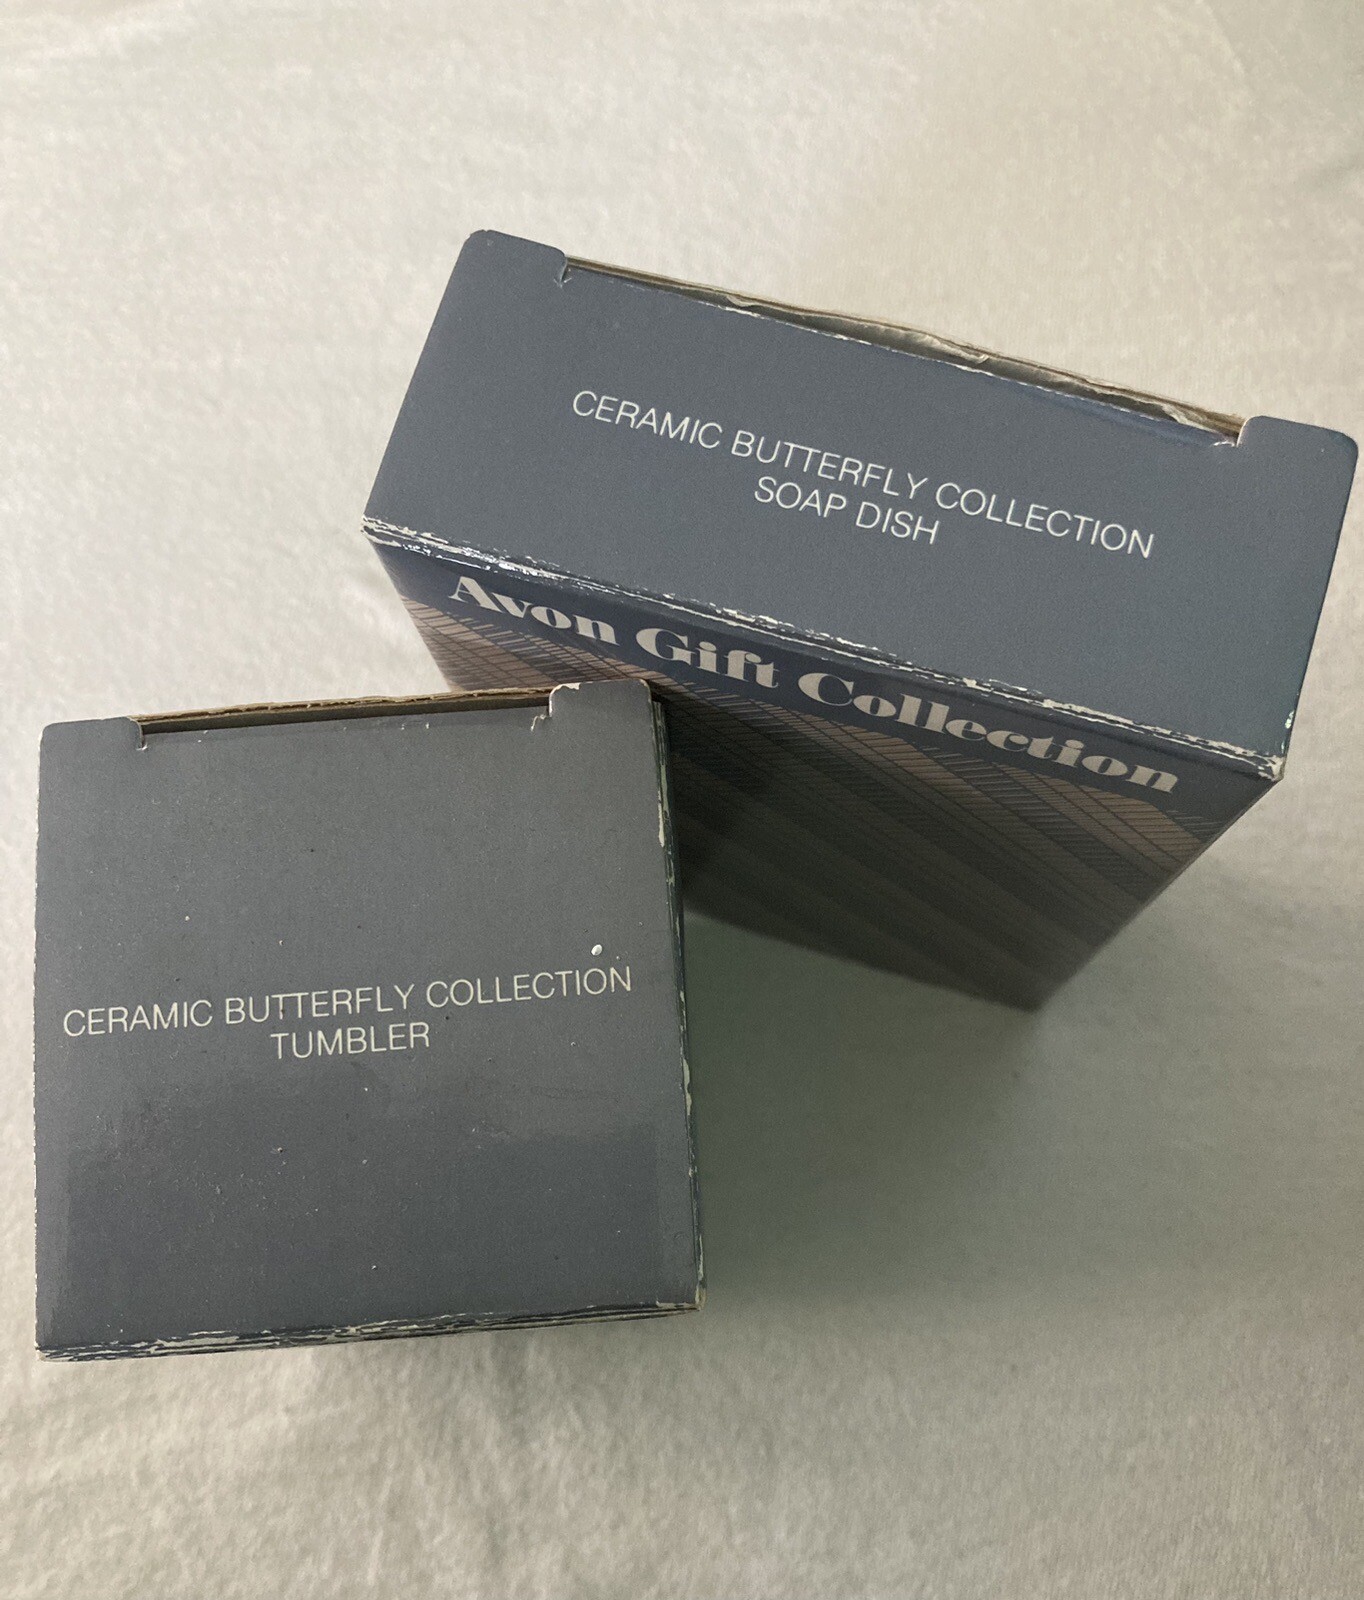 CERAMIC BUTTERFLY COLLECTION
SOAP DISH
Avon Gift Collection
CERAMIC BUTTERFLY COLLECTION
TUMBLER